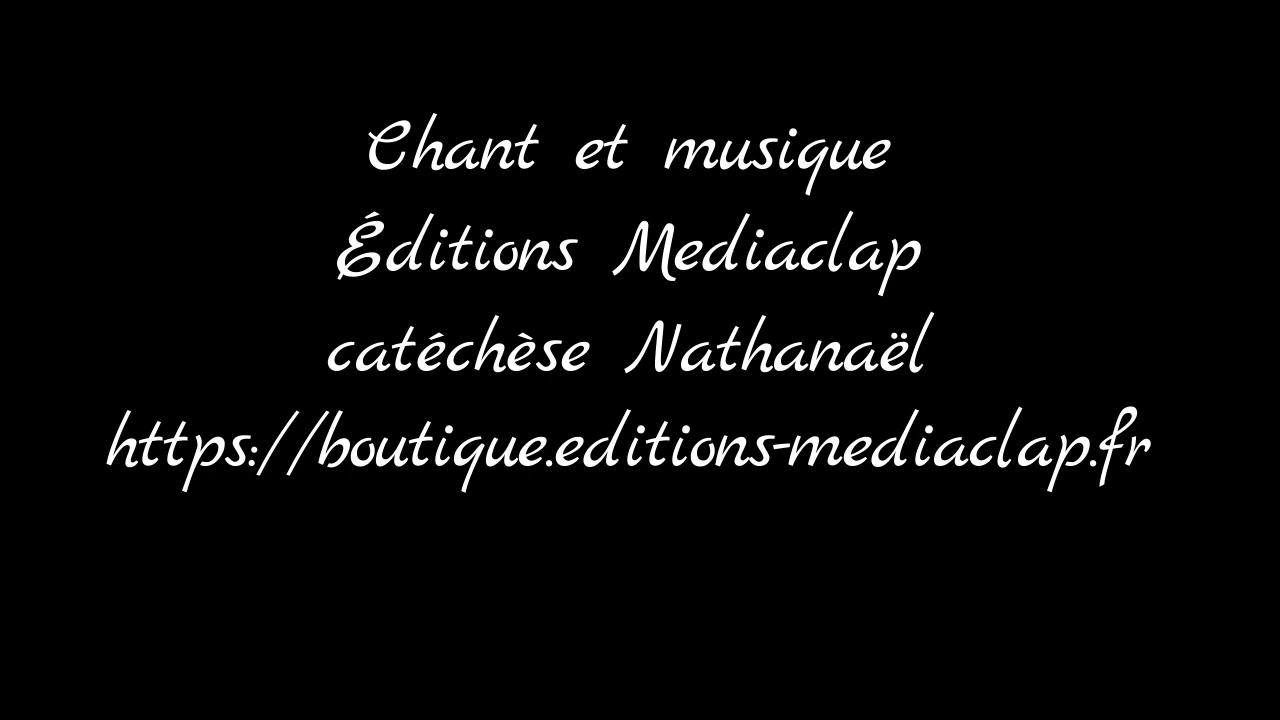 Chant et musique
Éditions Mediaclap
catéchèse Nathanaël
https://boutique.editions-mediaclap.fr